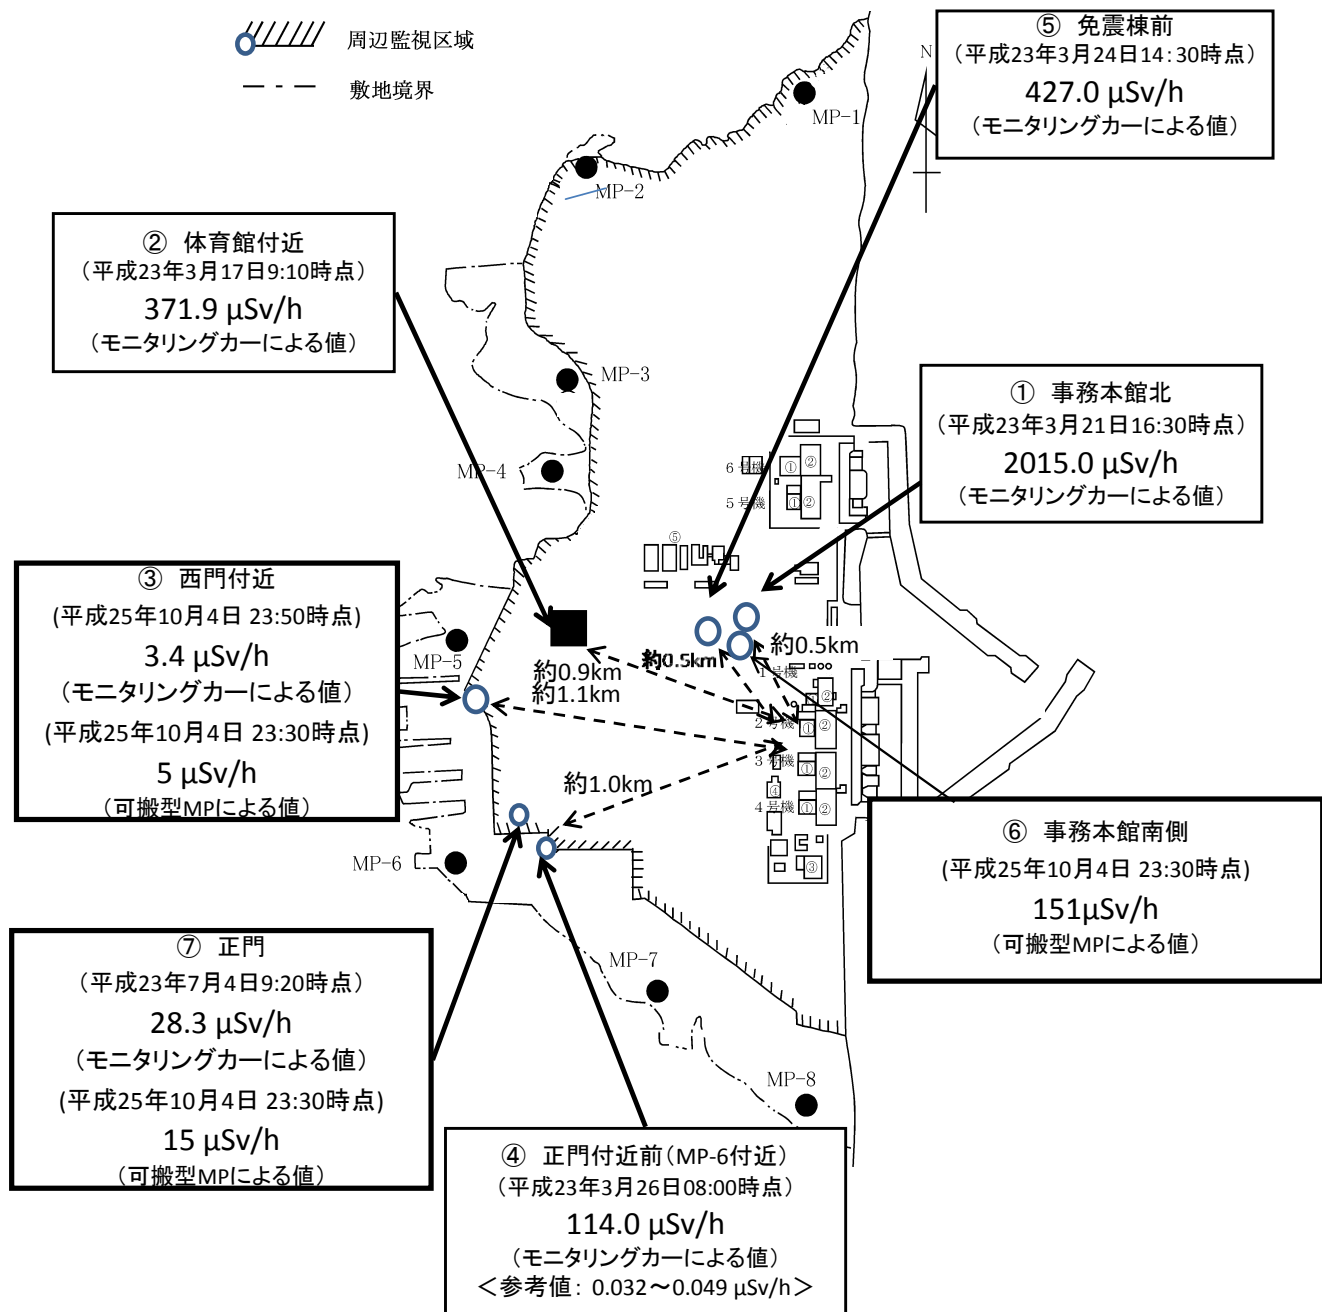 周辺監視区域
敷地境界
⑤ 免震棟前
(平成23年3月24日14:30時点)
427.0 μSv/h
(モニタリングカーによる値)
N
MP-1
MP-2
② 体育館付近
(平成23年3月17日9:10時点)
371.9 μSv/h
(モニタリングカーによる値)
MP-3
MP-4
① 事務本館北
(平成23年3月21日16:30時点)
2015.0 μSv/h
(モニタリングカーによる値)
6号機
① ②
5号機
① ②
⑤
③ 西門付近
(平成25年10月4日 23:50時点)
3.4 μSv/h
(モニタリングカーによる値)
(平成25年10月4日 23:30時点)
5 μSv/h
(可搬型MPによる値)
MP-5
約0.9km
約1.1km
約0.5km
約0.5km
1号機
②
2号機
① ②
3号機
① ②
約1.0km
④
4号機
① ②
③
MP-6
⑥ 事務本館南側
(平成25年10月4日 23:30時点)
151μSv/h
(可搬型MPによる値)
⑦ 正門
(平成23年7月4日9:20時点)
28.3 μSv/h
(モニタリングカーによる値)
(平成25年10月4日 23:30時点)
15 μSv/h
(可搬型MPによる値)
MP-7
MP-8
④ 正門付近前(MP-6付近)
(平成23年3月26日08:00時点)
114.0 μSv/h
(モニタリングカーによる値)
<参考値: 0.032～0.049 μSv/h>